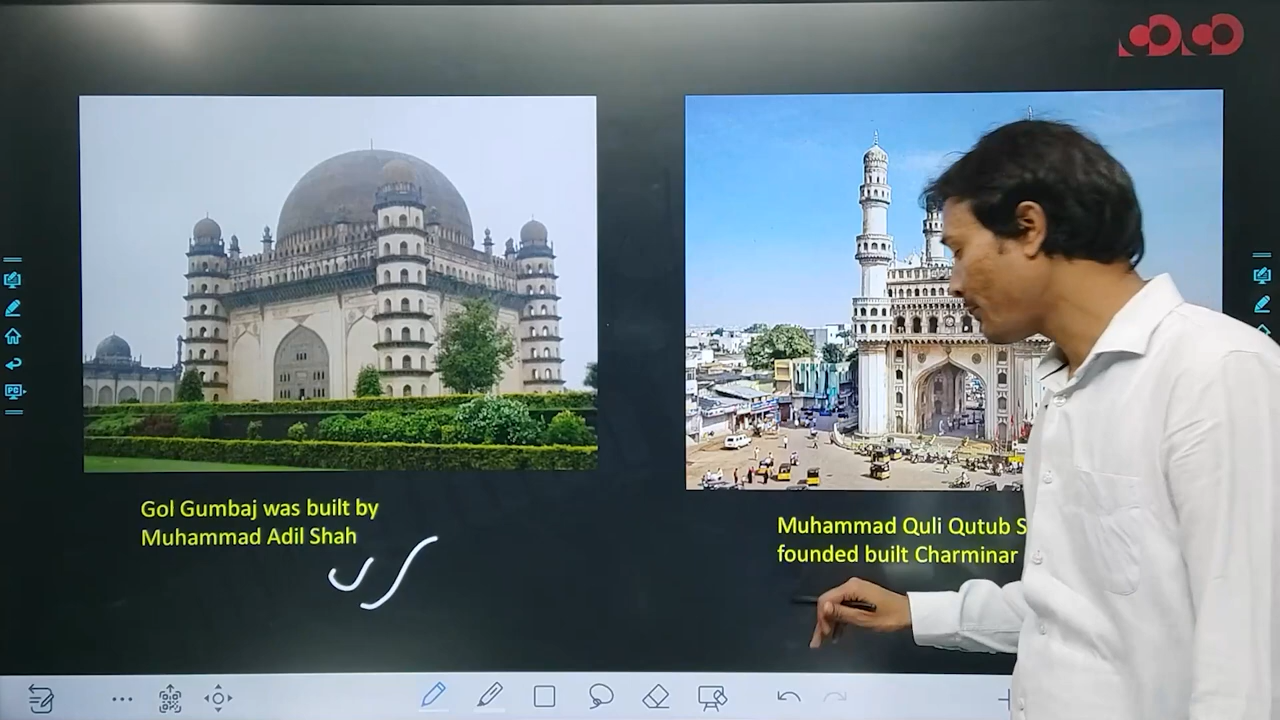 Gol Gumbaj was built by
Muhammad Adil Shah
Muhammad Quli Qutub S
founded built Charminar